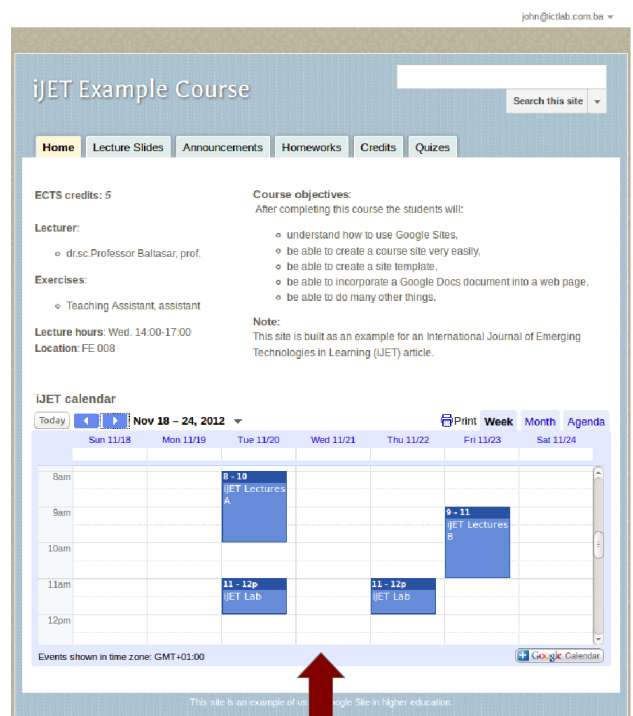 john@ictlab.com.ba
iJET Example Course
Search this site
Home Lecture Slides Announcements Homeworks Credits Quizes
ECTS credits: 5
Lecturer:
dr.sc.Professor Baltasar, prof.
Exercises:
Teaching Assistant, assistant
Lecture hours: Wed. 14:00-17:00
Location: FE 008
Course objectives:
After completing this course the students will:
understand how to use Google Sites,
be able to create a course site very easily,
be able to create a site template,
be able to incorporate a Google Docs document into a web page,
be able to do many other things.
Note:
This site is built as an example for an International Journal of Emerging
Technologies in Learning (iJET) article.
iJET calendar
Today Nov 18 – 24, 2012 Print Week Month Agenda
Sun 11/18 Mon 11/19 Tue 11/20 Wed 11/21 Thu 11/22 Fri 11/23 Sat 11/24
8am
9am
10am
11am
12pm
8 - 10
iJET Lectures
A
11 - 12p
iJET Lab
11 - 12p
iJET Lab
9 - 11
iJET Lectures
B
Events shown in time zone: GMT+01:00
Google Calendar
This site is an example of Google Site in higher education.